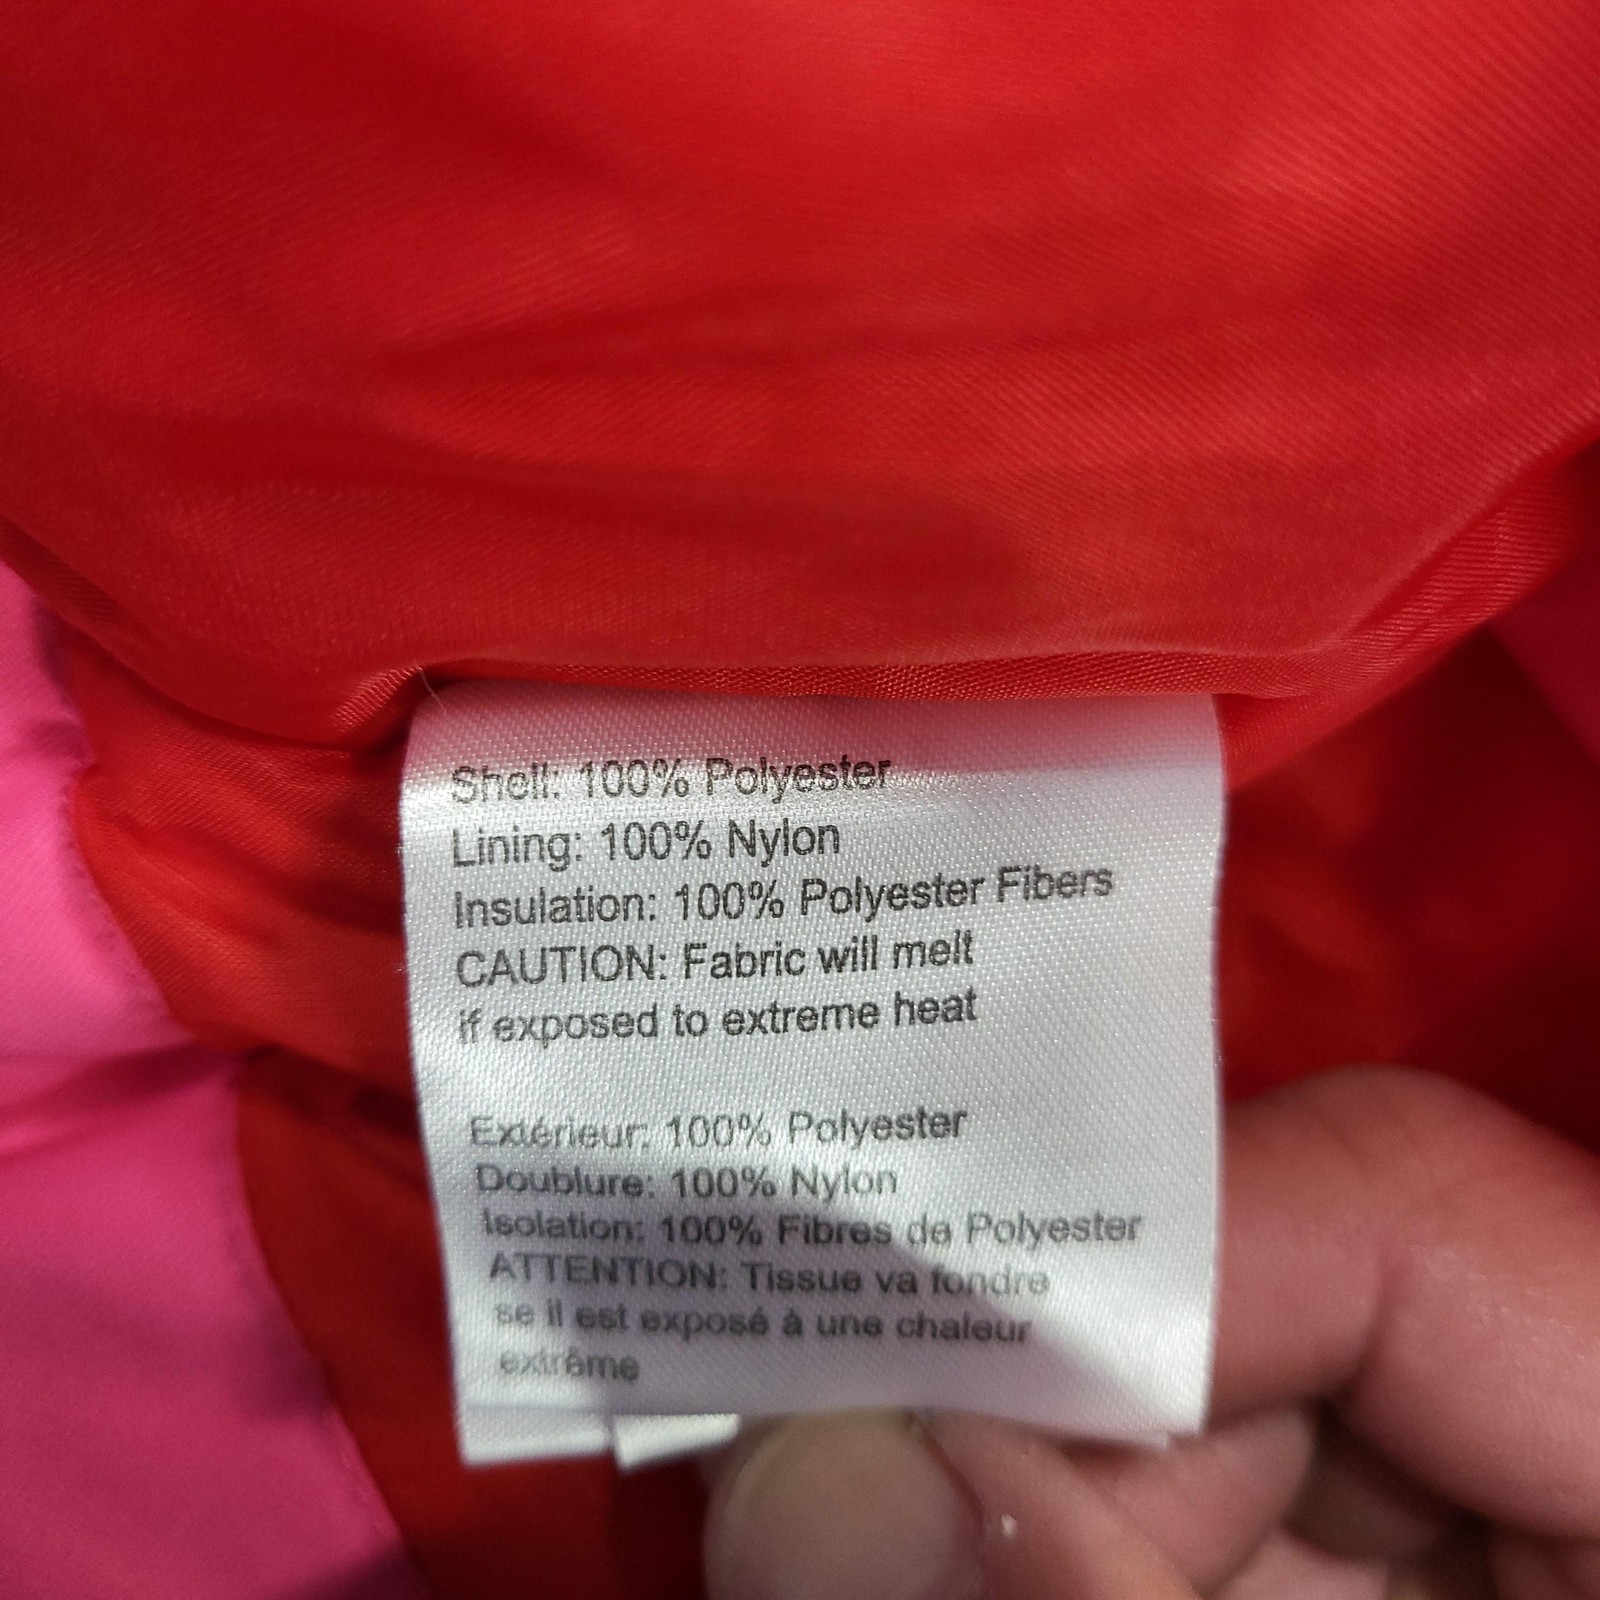 Shell: 100% Polyester
Lining: 100% Nylon
Insulation: 100% Polyester Fibers
CAUTION: Fabric will melt
if exposed to extreme heat
Extérieur: 100% Polyester
Doublure: 100% Nylon
Isolation: 100% Fibres de Polyester
ATTENTION: Tissue va fondre
se il est exposé à une chaleur
extrême